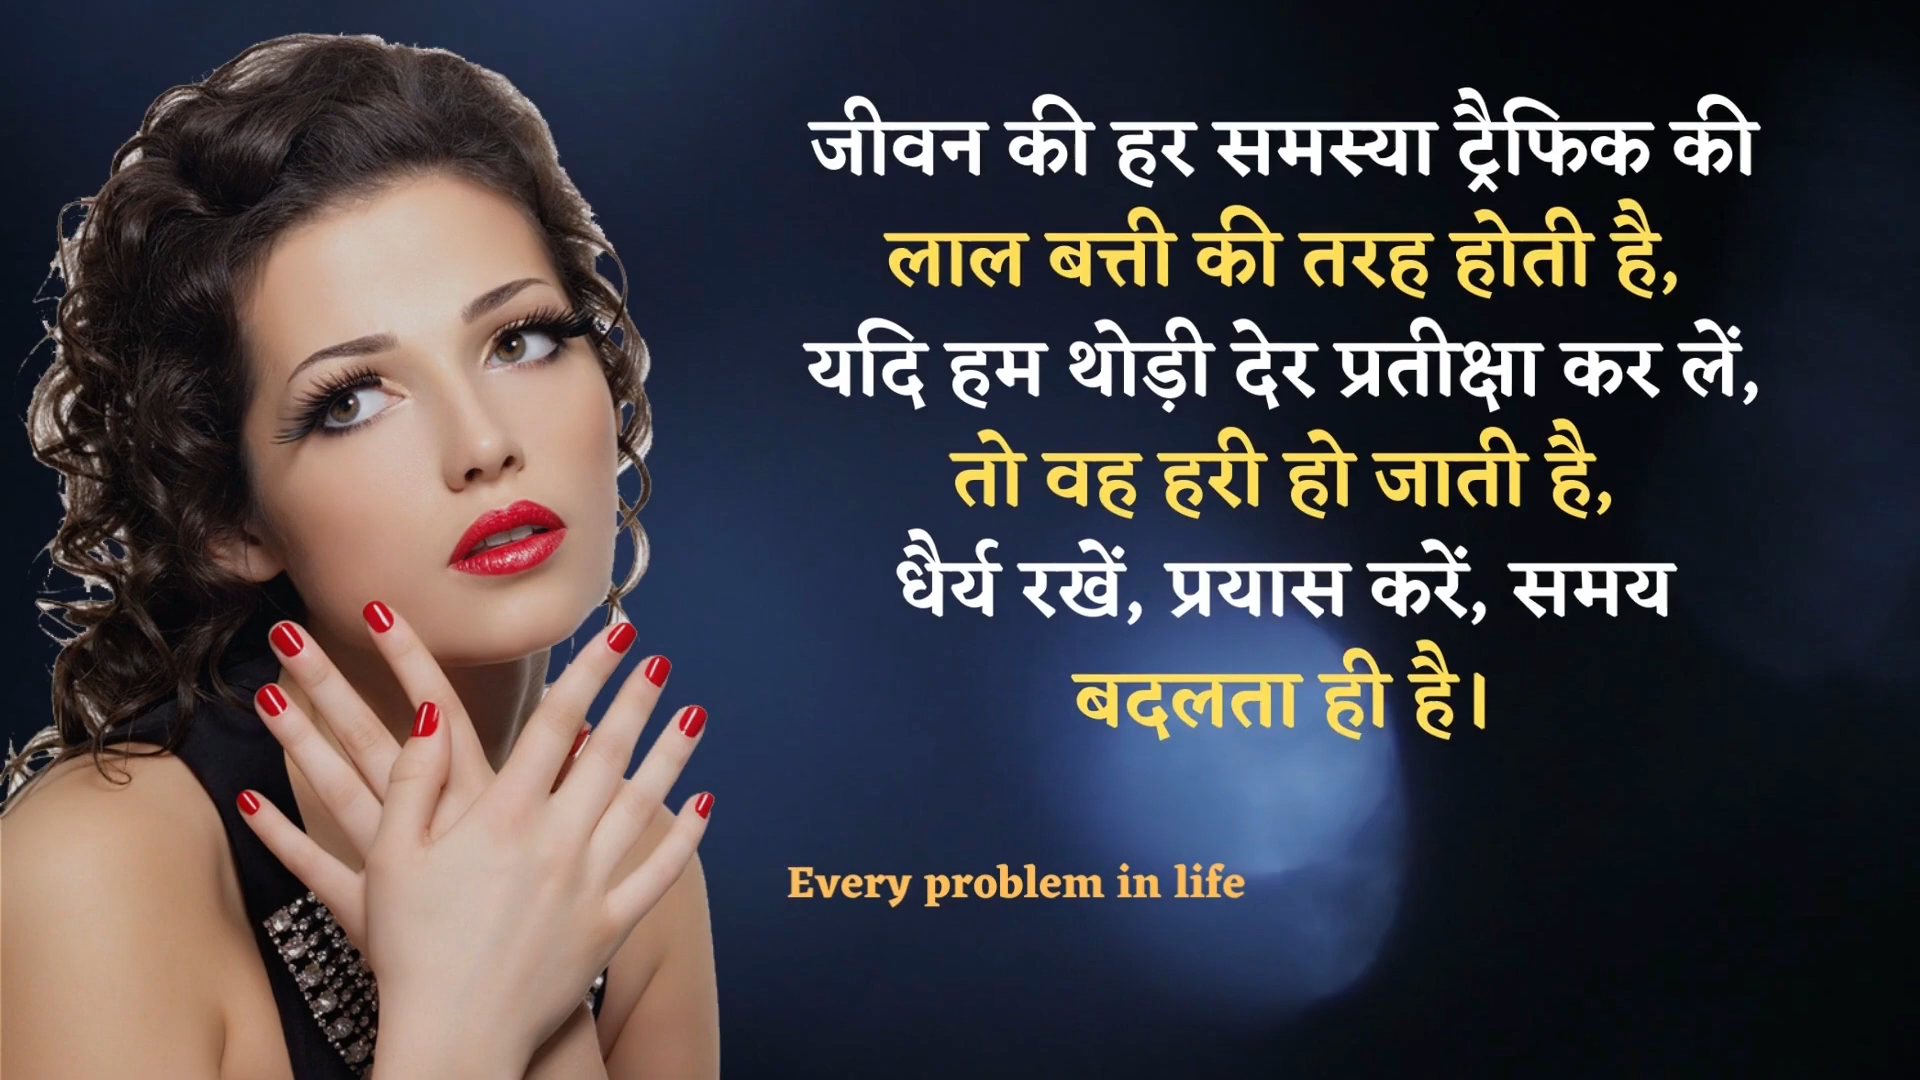 जीवन की हर समस्या ट्रैफिक की
लाल बत्ती की तरह होती है,
यदि हम थोड़ी देर प्रतीक्षा कर लें,
तो वह हरी हो जाती है,
धैर्य रखें, प्रयास करें, समय
बदलता ही है।
Every problem in life